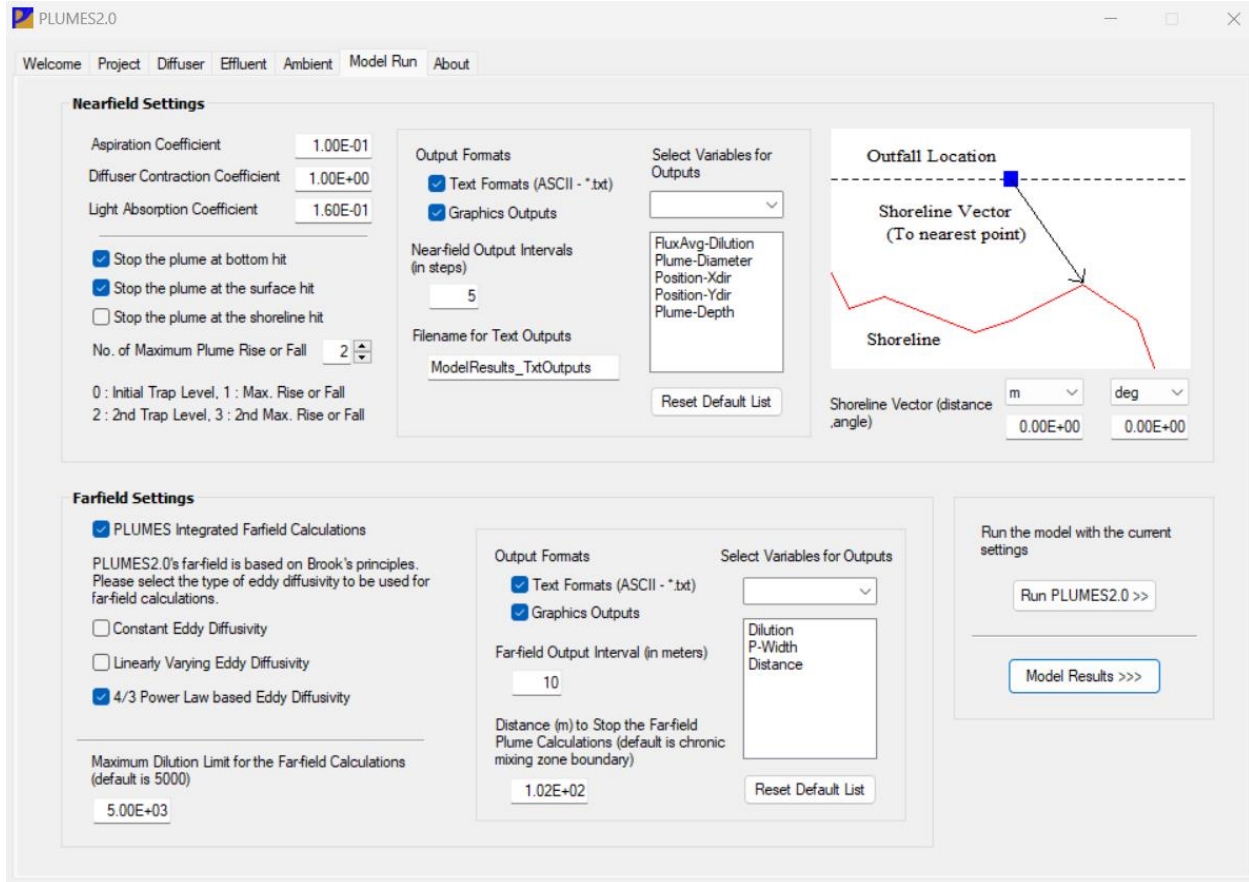 PLUMES2.0
Welcome Project Diffuser Effluent Ambient Model Run About
Nearfield Settings
Aspiration Coefficient 1.00E-01
Diffuser Contraction Coefficient 1.00E+00
Light Absorption Coefficient 1.60E-01
Stop the plume at bottom hit
Stop the plume at the surface hit
Stop the plume at the shoreline hit
No. of Maximum Plume Rise or Fall 2
0 : Initial Trap Level, 1 : Max. Rise or Fall
2 : 2nd Trap Level, 3 : 2nd Max. Rise or Fall
Output Formats
Text Formats (ASCII - *.txt)
Graphics Outputs
Near-field Output Intervals
(in steps)
5
Filename for Text Outputs
ModelResults_TxtOutputs
Select Variables for
Outputs
FluxAvg-Dilution
Plume-Diameter
Position-Xdir
Position-Ydir
Plume-Depth
Reset Default List
Outfall Location
Shoreline Vector
(To nearest point)
Shoreline
Shoreline Vector (distance
,angle)
m deg
0.00E+00 0.00E+00
Farfield Settings
PLUMES Integrated Farfield Calculations
PLUMES2.0's far-field is based on Brook's principles.
Please select the type of eddy diffusivity to be used for
far-field calculations.
Constant Eddy Diffusivity
Linearly Varying Eddy Diffusivity
4/3 Power Law based Eddy Diffusivity
Maximum Dilution Limit for the Far-field Calculations
(default is 5000)
5.00E+03
Output Formats
Text Formats (ASCII - *.txt)
Graphics Outputs
Far-field Output Interval (in meters)
10
Distance (m) to Stop the Far-field
Plume Calculations (default is chronic
mixing zone boundary)
1.02E+02
Select Variables for Outputs
Dilution
P-Width
Distance
Reset Default List
Run the model with the current
settings
Run PLUMES2.0 >>
Model Results >>>